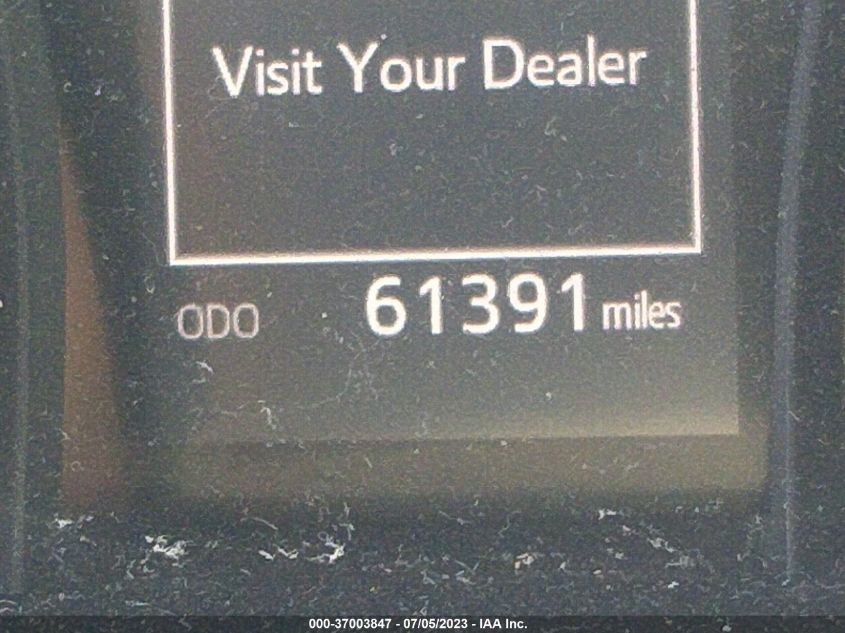 Visit Your Dealer
ODO 61391 miles
000-37003847 - 07/05/2023 - IAA Inc.